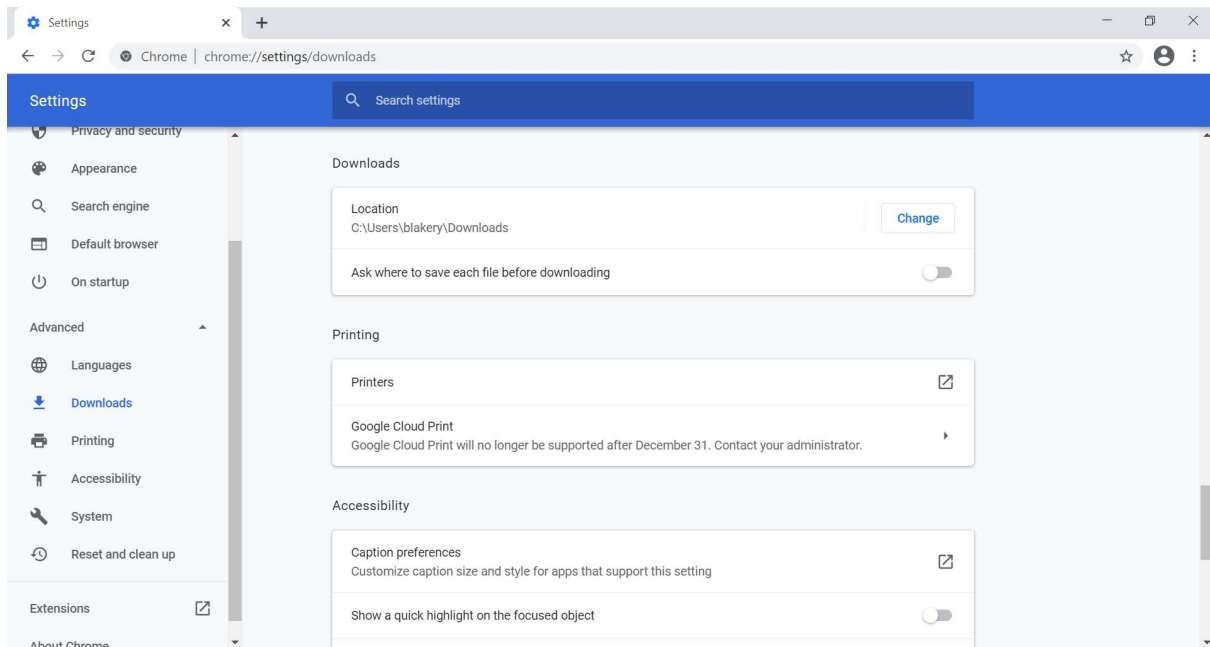 Settings
Chrome | chrome://settings/downloads
Settings
Search settings
Privacy and security
Appearance
Search engine
Default browser
On startup
Advanced
Languages
Downloads
Printing
Accessibility
System
Reset and clean up
Extensions
About Chrome
Downloads
Location
C:\Users\blakery\Downloads
Change
Ask where to save each file before downloading
Printing
Printers
Google Cloud Print
Google Cloud Print will no longer be supported after December 31. Contact your administrator.
Accessibility
Caption preferences
Customize caption size and style for apps that support this setting
Show a quick highlight on the focused object